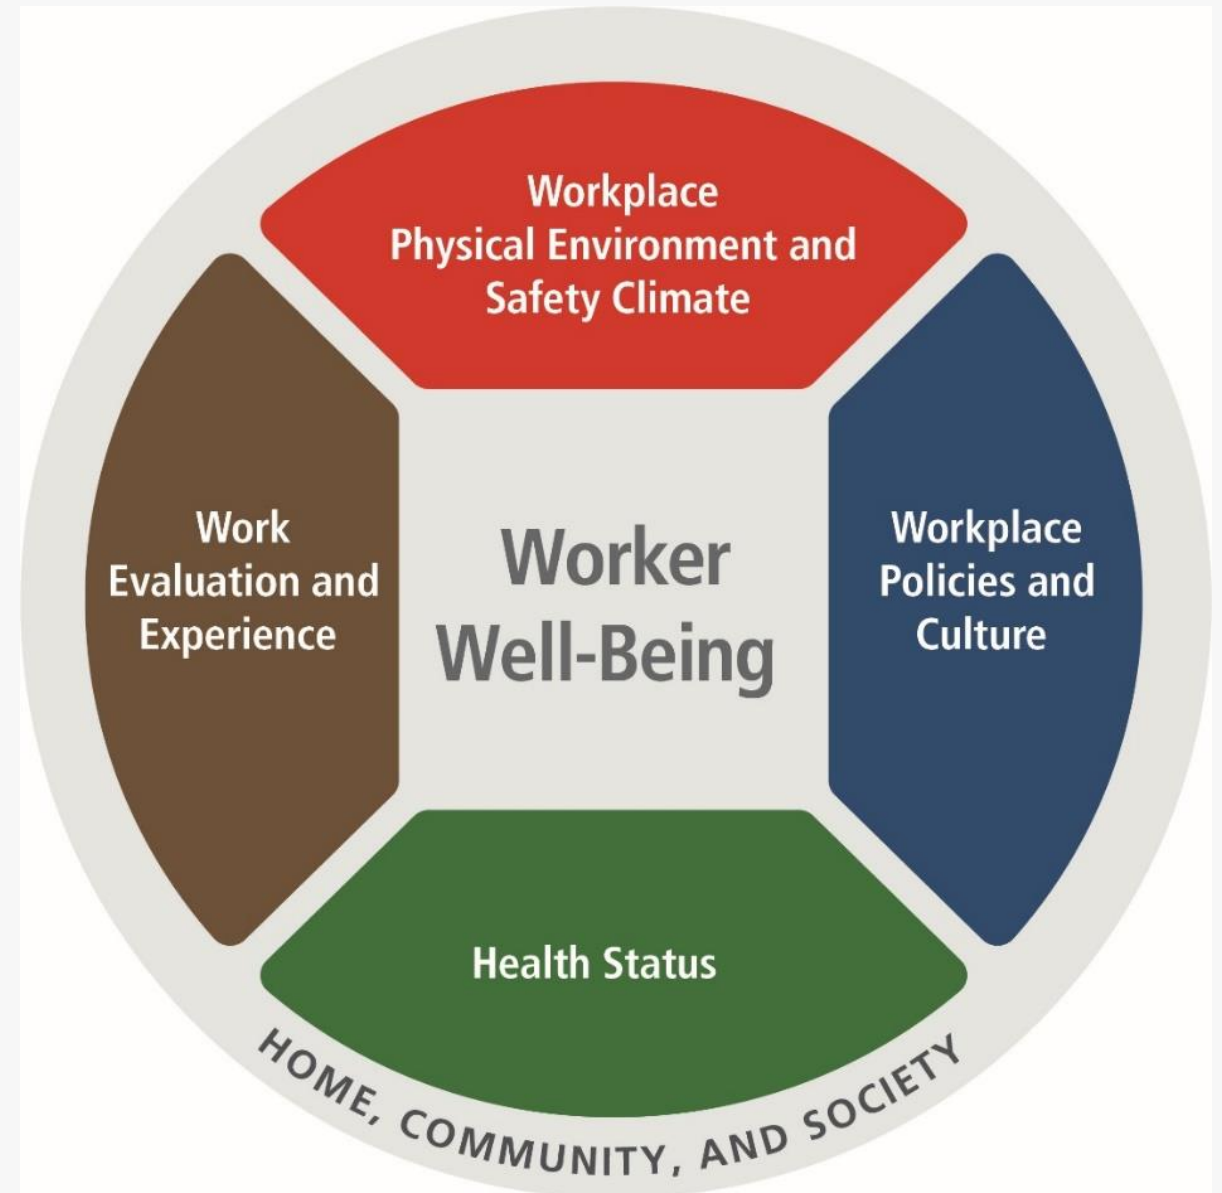 Workplace
Physical Environment and
Safety Climate
Work
Evaluation and
Experience
Worker
Well-Being
Workplace
Policies and
Culture
Health Status
HOME, COMMUNITY, AND SOCIETY